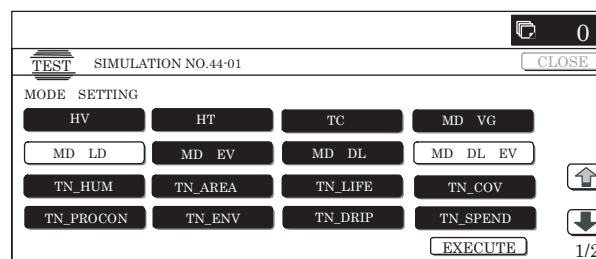 0
TEST SIMULATION NO.44-01 CLOSE
MODE SETTING
HV HT TC MD VG
MD LD MD EV MD DL MD DL EV
TN_HUM TN_AREA TN_LIFE TN_COV
TN_PROCON TN_ENV TN_DRIP TN_SPEND
EXECUTE 1/2